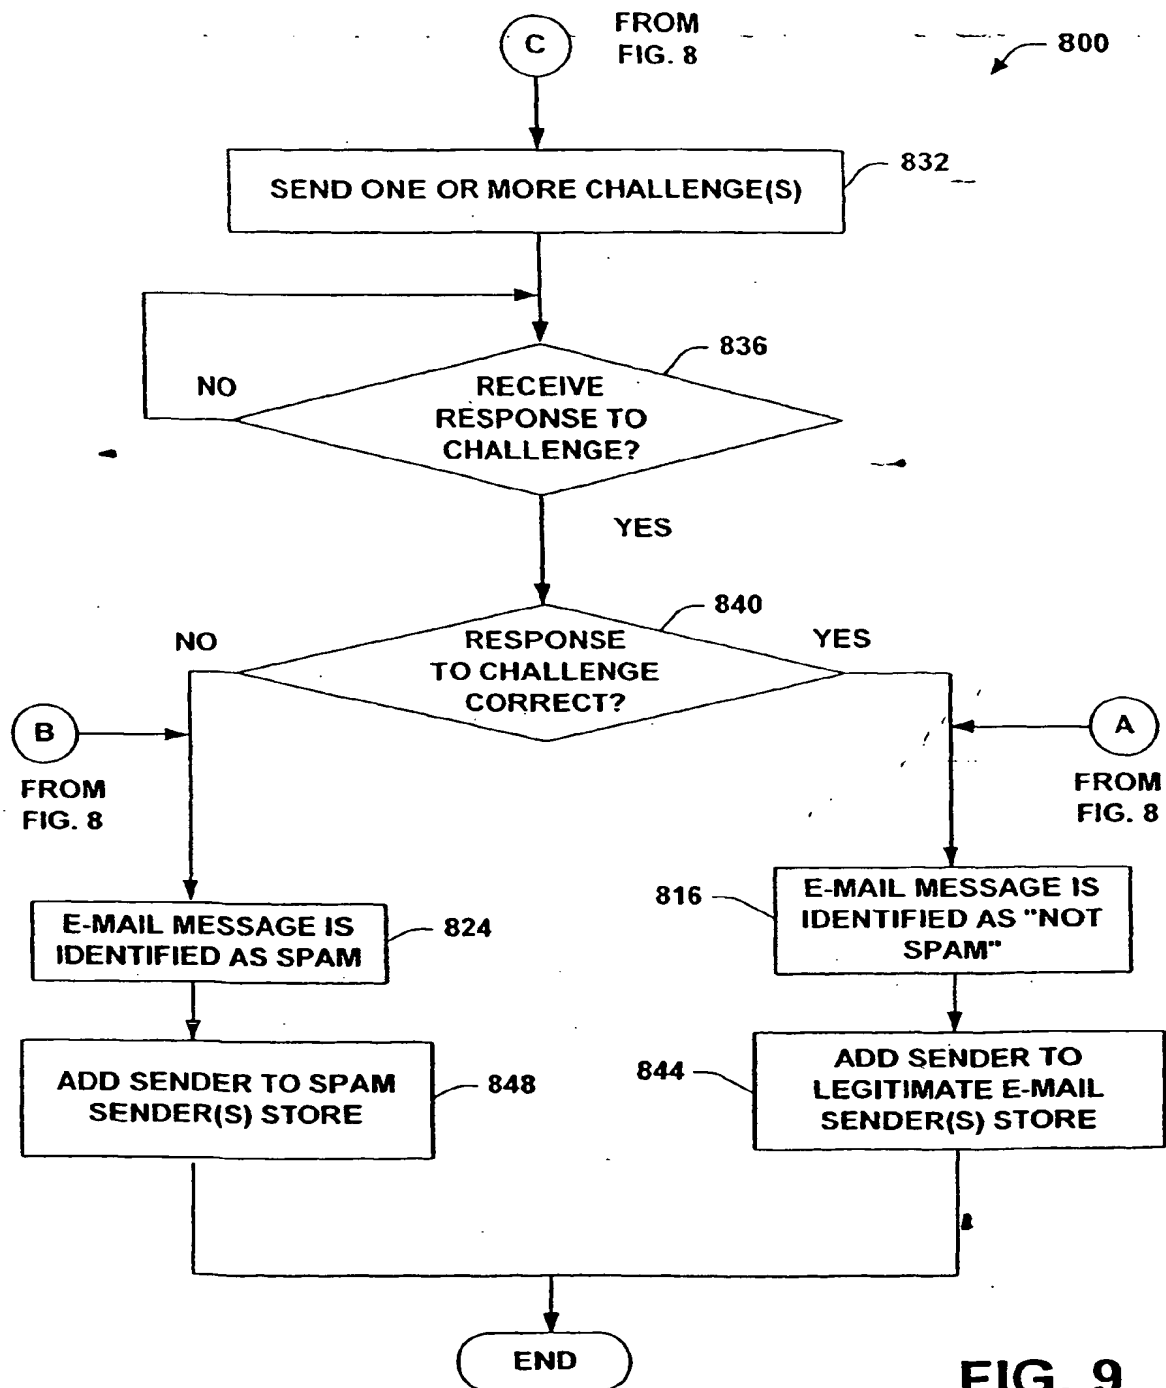 C
FROM
FIG. 8
800
SEND ONE OR MORE CHALLENGE(S)
832
836
NO
RECEIVE
RESPONSE TO
CHALLENGE?
YES
840
NO
RESPONSE
TO CHALLENGE
CORRECT?
YES
B
FROM
FIG. 8
A
FROM
FIG. 8
E-MAIL MESSAGE IS
IDENTIFIED AS SPAM
824
816
E-MAIL MESSAGE IS
IDENTIFIED AS "NOT
SPAM"
ADD SENDER TO SPAM
SENDER(S) STORE
848
844
ADD SENDER TO
LEGITIMATE E-MAIL
SENDER(S) STORE
END
FIG. 9